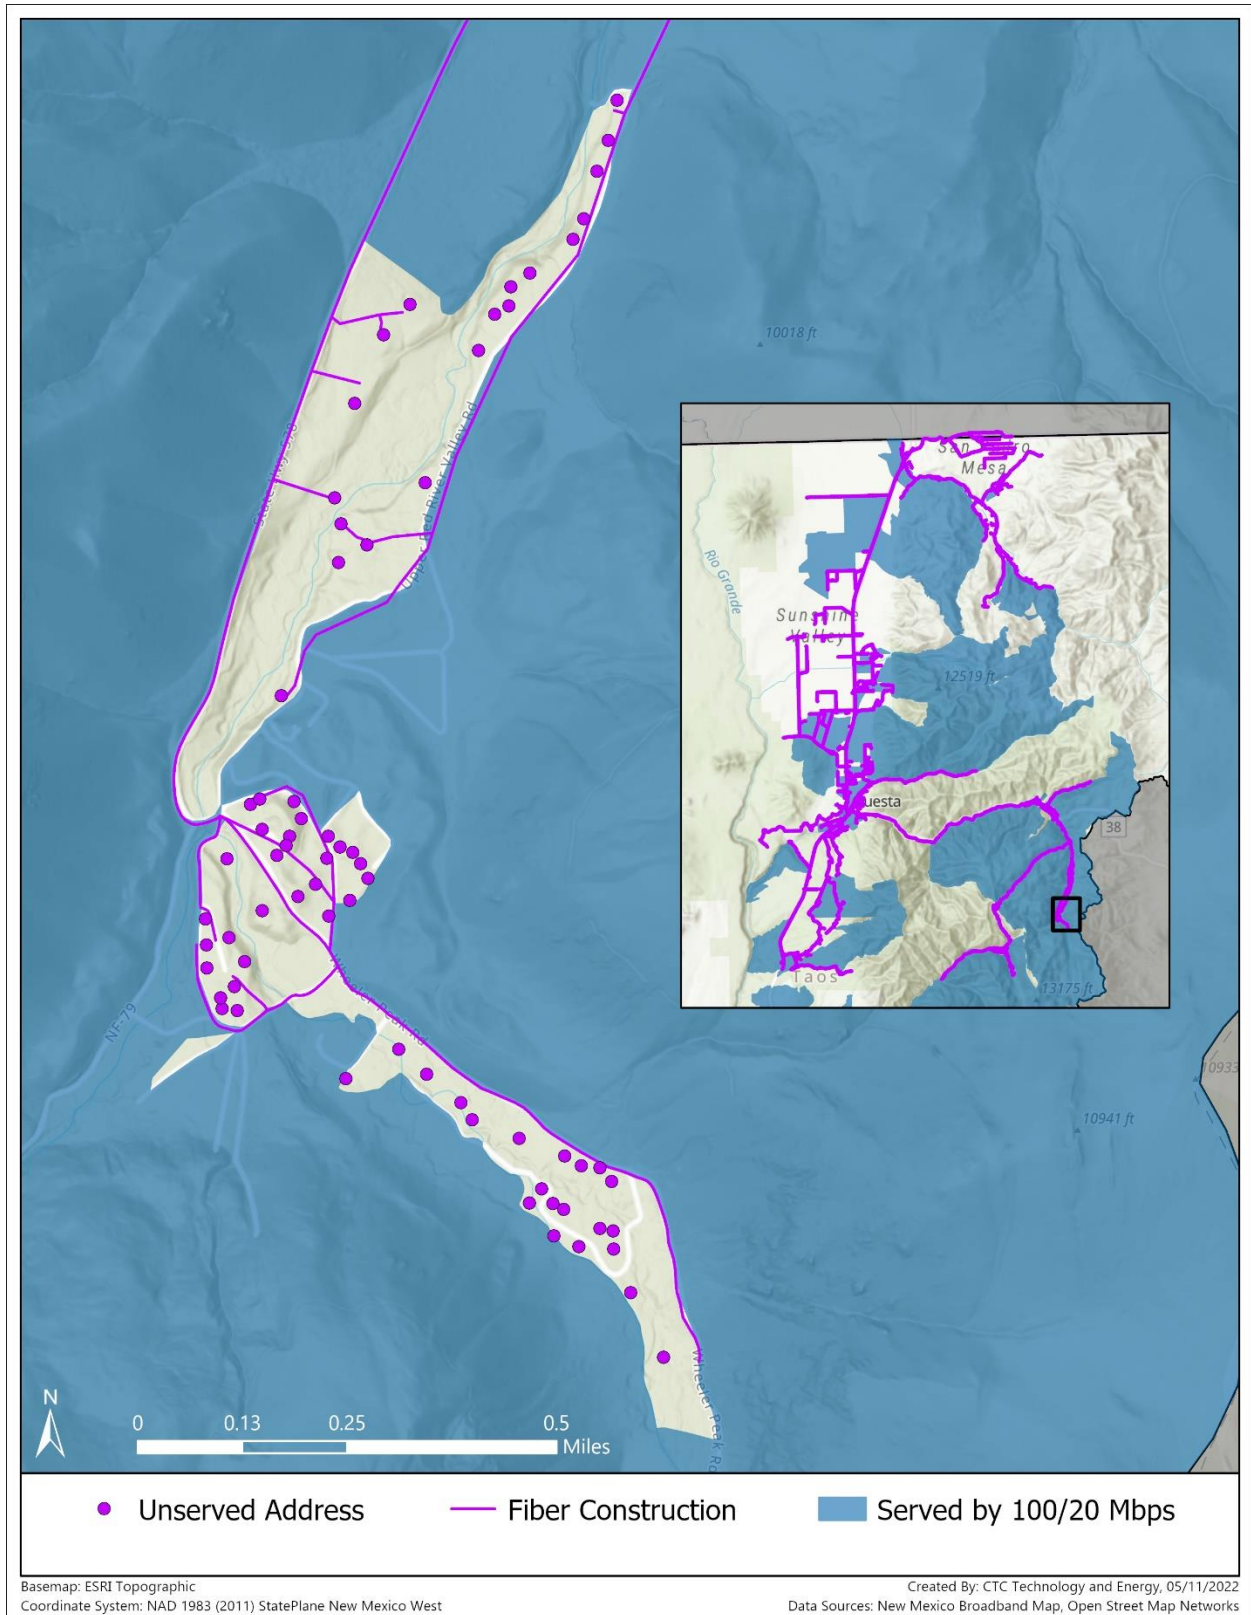 10018 ft
State Hwy 578
Upper Red River Valley Rd
San
ro
Mesa
Rio Grande
Sunshine
Valley
12519 ft
uesta
38
Taos
13175 ft
NF-79
Wheeler Peak Rd
10933
10941 ft
Wheeler Peak Rd
N
0 0.13 0.25 0.5
Miles
Unserved Address Fiber Construction Served by 100/20 Mbps
Basemap: ESRI Topographic
Created By: CTC Technology and Energy, 05/11/2022
Coordinate System: NAD 1983 (2011) StatePlane New Mexico West
Data Sources: New Mexico Broadband Map, Open Street Map Networks